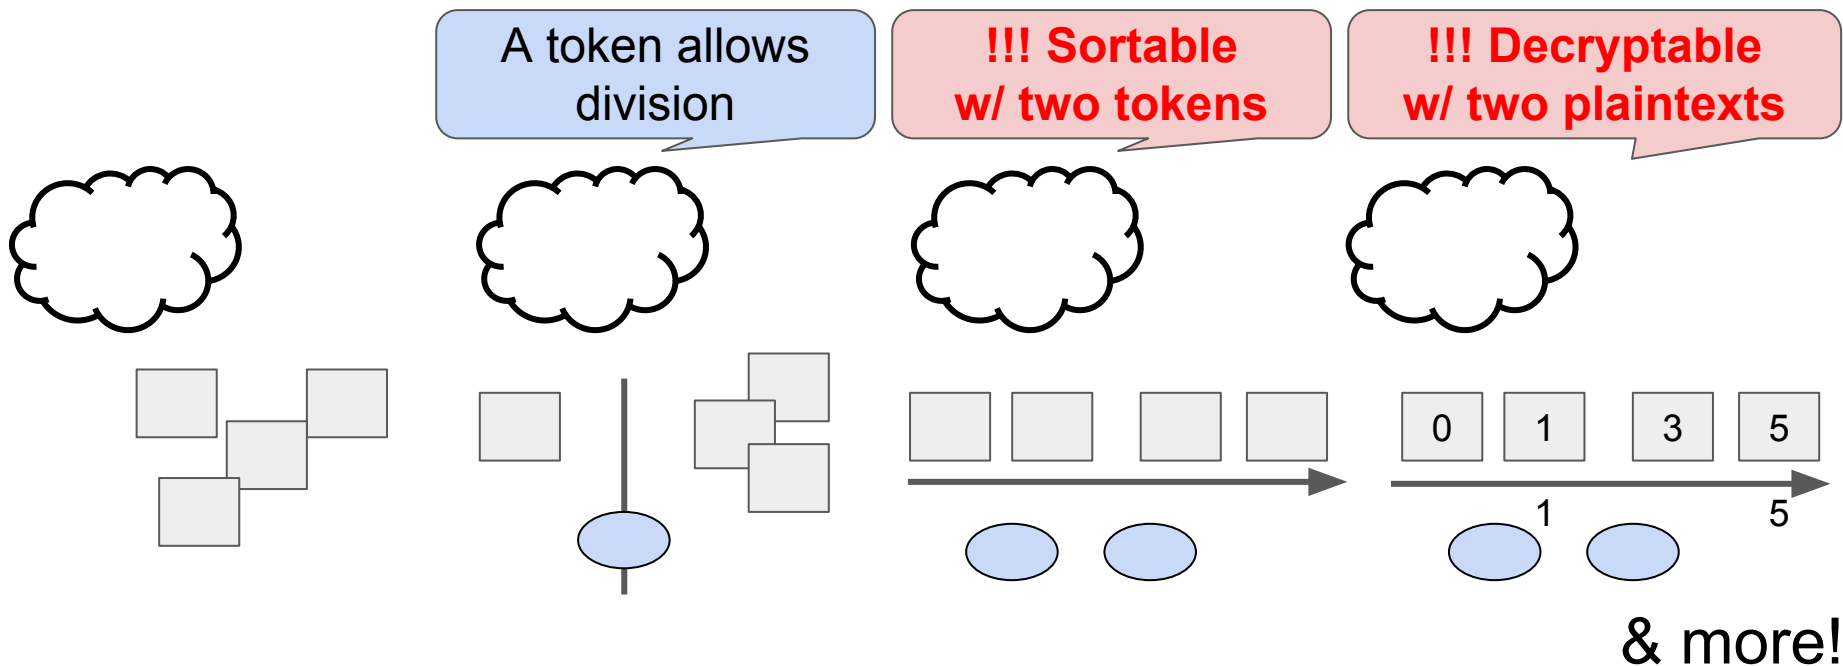 A token allows
division
!!! Sortable
w/ two tokens
!!! Decryptable
w/ two plaintexts
0 1 3 5
1 5
& more!